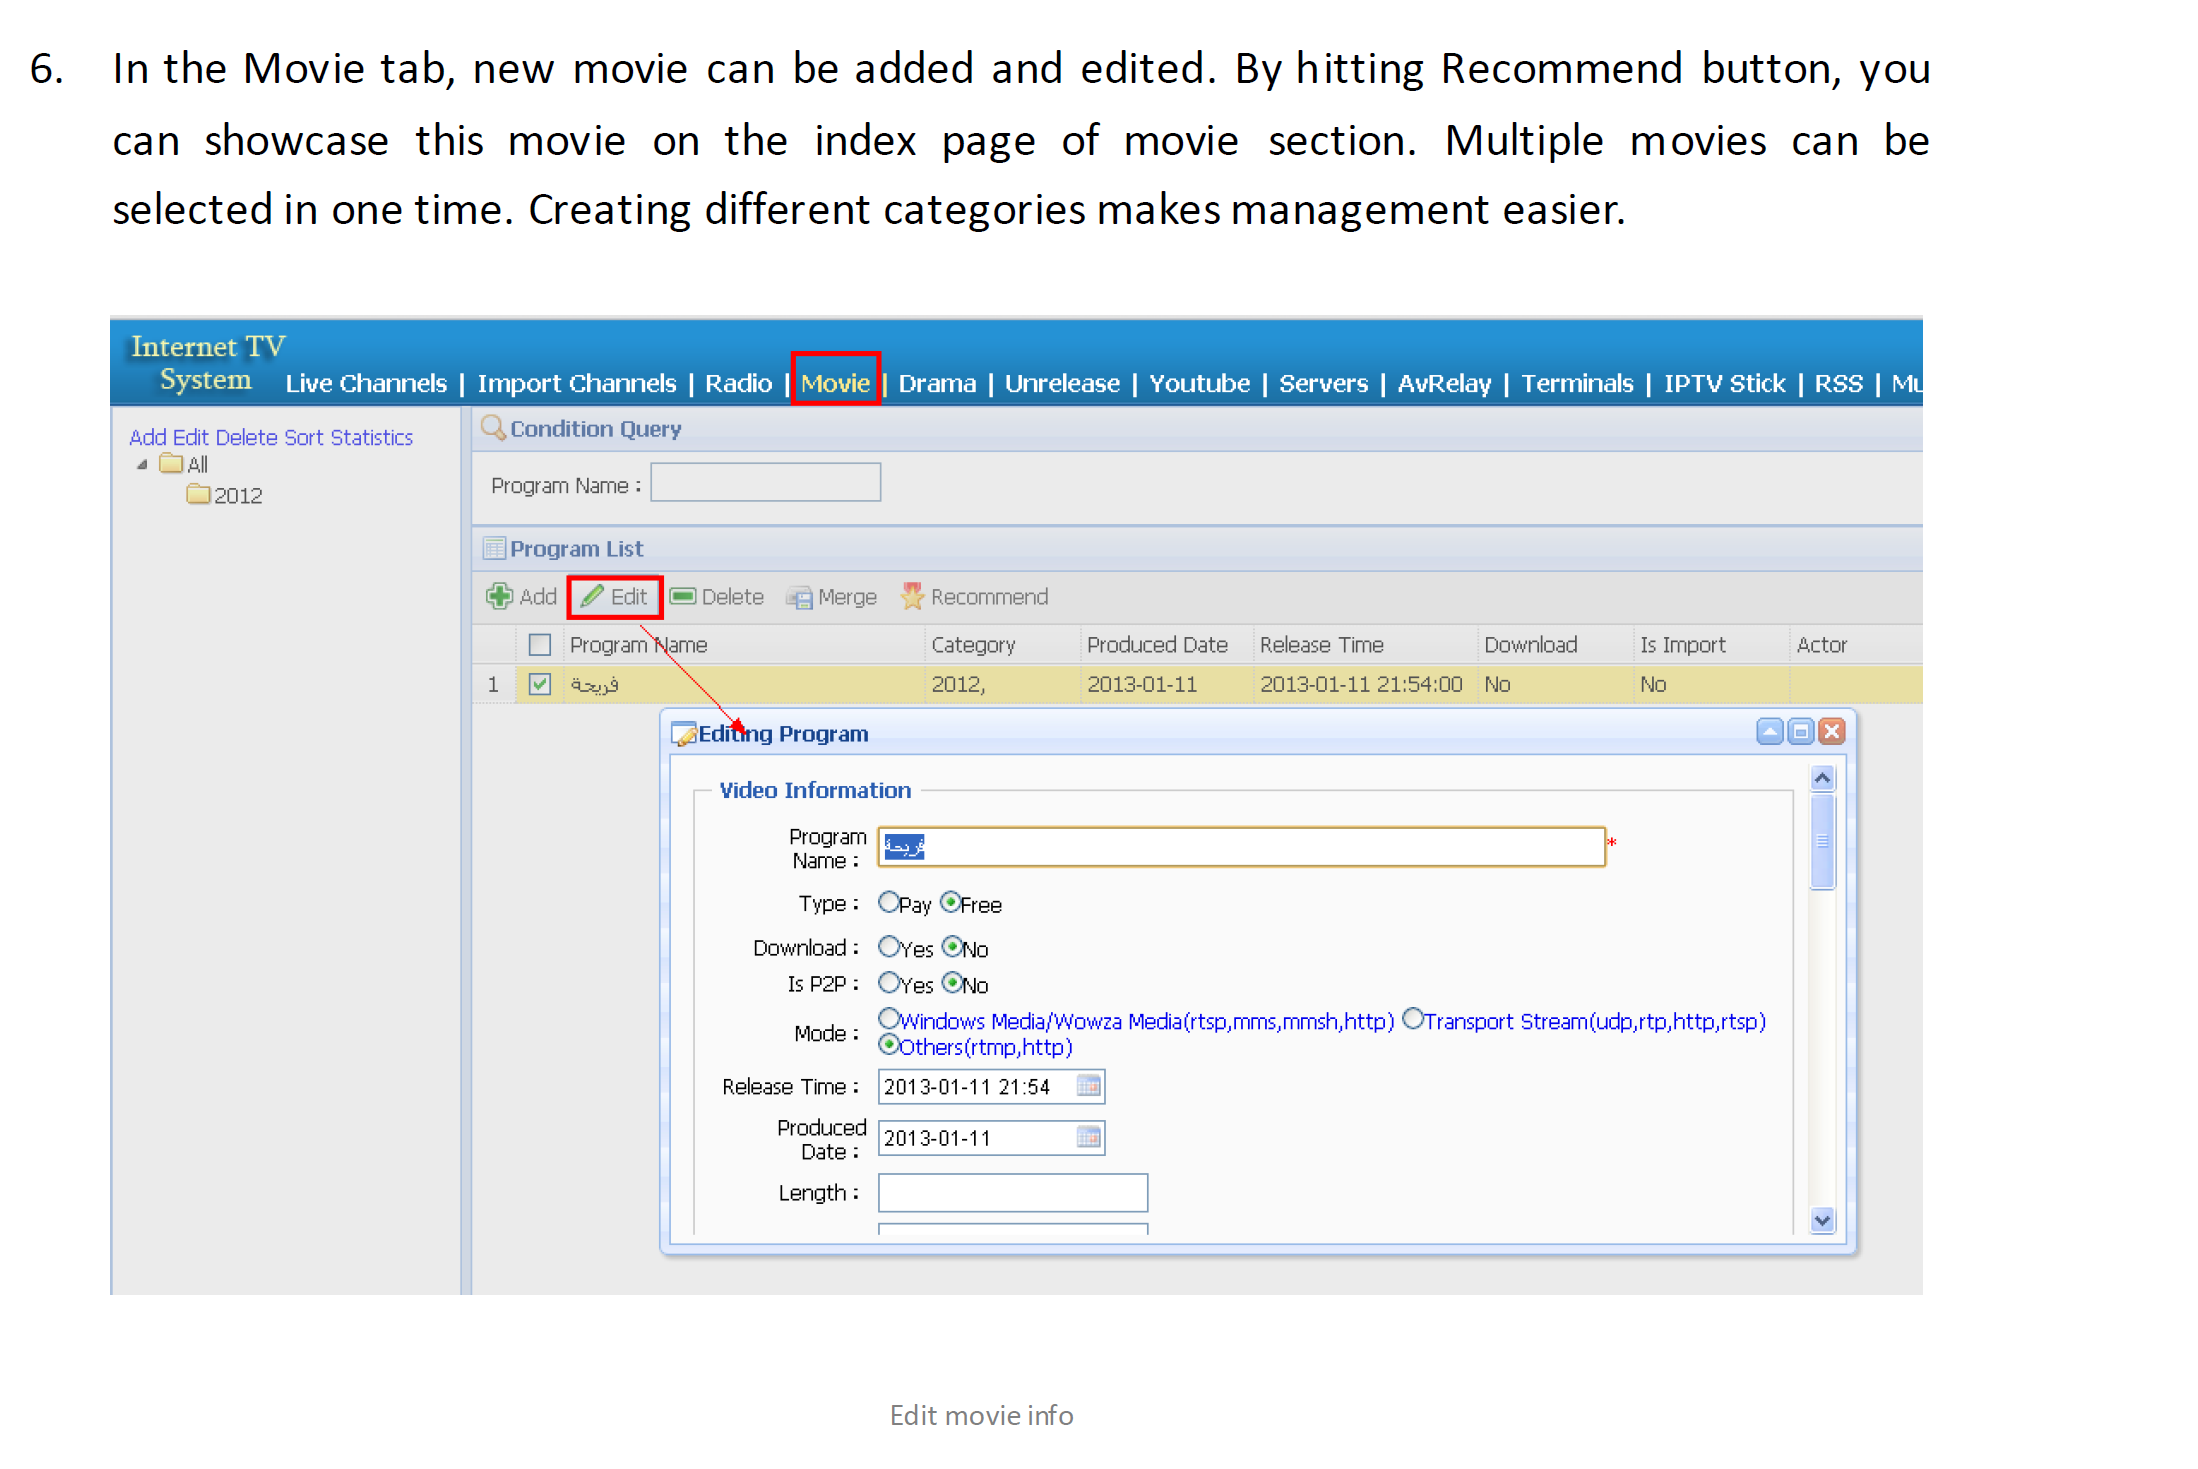 6. In the Movie tab, new movie can be added and edited. By hitting Recommend button, you
can showcase this movie on the index page of movie section. Multiple movies can be
selected in one time. Creating different categories makes management easier.
Internet TV
System
Live Channels | Import Channels | Radio | Movie | Drama | Unrelease | Youtube | Servers | AvRelay | Terminals | IPTV Stick | RSS | Mu
Add Edit Delete Sort Statistics
All
2012
Condition Query
Program Name :
Program List
Add Edit Delete Merge Recommend
Program Name Category Produced Date Release Time Download Is Import Actor
1 فريحة 2012, 2013-01-11 2013-01-11 21:54:00 No No
Editing Program
Video Information
Program
Name : فريحة *
Type : Pay Free
Download : Yes No
Is P2P : Yes No
Mode : Windows Media/Wowza Media(rtsp,mms,mmsh,http) Transport Stream(udp,rtp,http,rtsp)
Others(rtmp,http)
Release Time : 2013-01-11 21:54
Produced
Date : 2013-01-11
Length :
Edit movie info